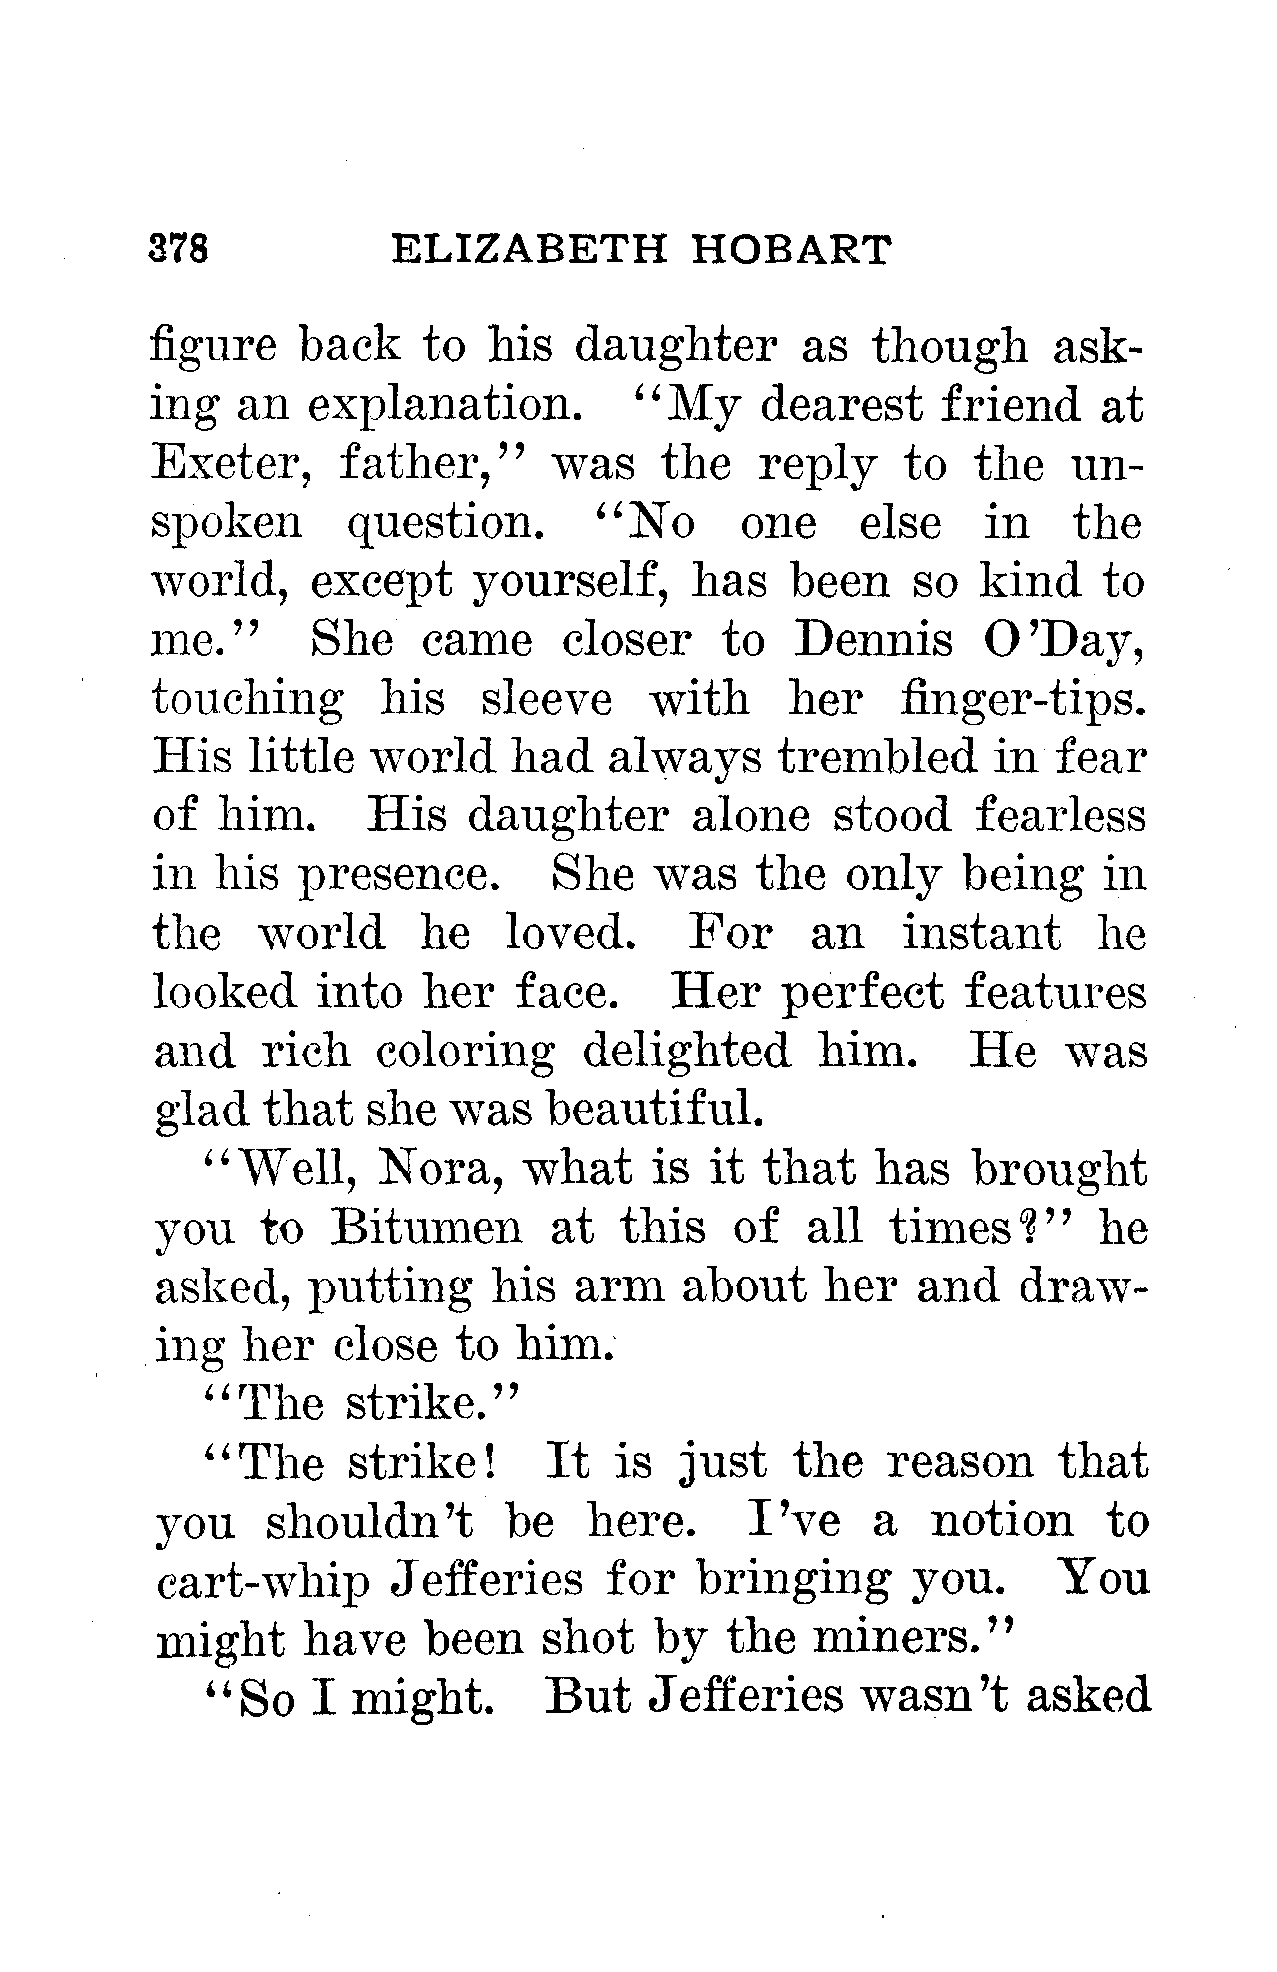 378 ELIZABETH HOBART
figure back to his daughter as though ask-
ing an explanation. "My dearest friend at
Exeter, father," was the reply to the un-
spoken question. "No one else in the
world, except yourself, has been so kind to
me." She came closer to Dennis O'Day,
touching his sleeve with her finger-tips.
His little world had always trembled in fear
of him. His daughter alone stood fearless
in his presence. She was the only being in
the world he loved. For an instant he
looked into her face. Her perfect features
and rich coloring delighted him. He was
glad that she was beautiful.
"Well, Nora, what is it that has brought
you to Bitumen at this of all times?" he
asked, putting his arm about her and draw-
ing her close to him.
"The strike."
"The strike! It is just the reason that
you shouldn't be here. I've a notion to
cart-whip Jefferies for bringing you. You
might have been shot by the miners."
"So I might. But Jefferies wasn't asked